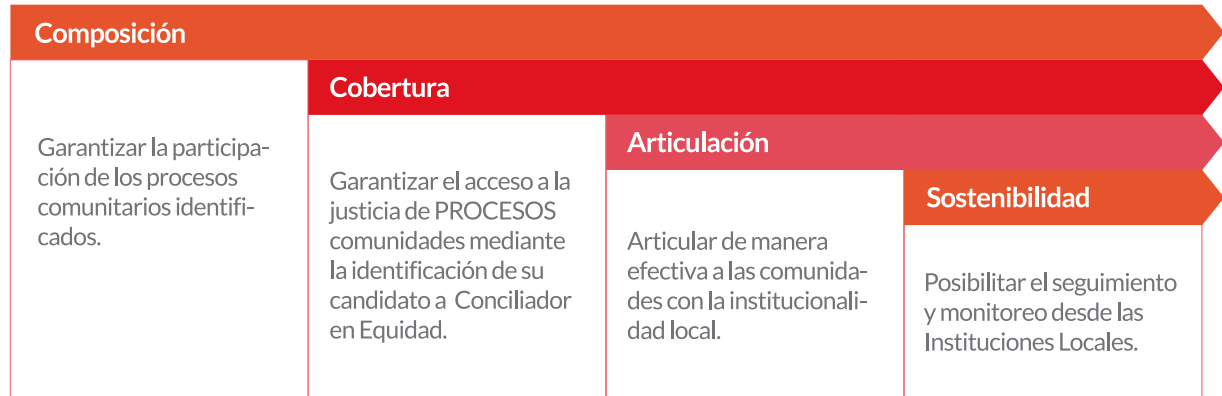 Composición
Garantizar la participa-
ción de los procesos
comunitarios identifi-
cados.
Cobertura
Garantizar el acceso a la
justicia de PROCESOS
comunidades mediante
la identificación de su
candidato a  Conciliador
en Equidad.
Articulación
Articular de manera
efectiva a las comunida-
des con la institucionali-
dad local.
Sostenibilidad
Posibilitar el seguimiento
y monitoreo desde las
Instituciones Locales.